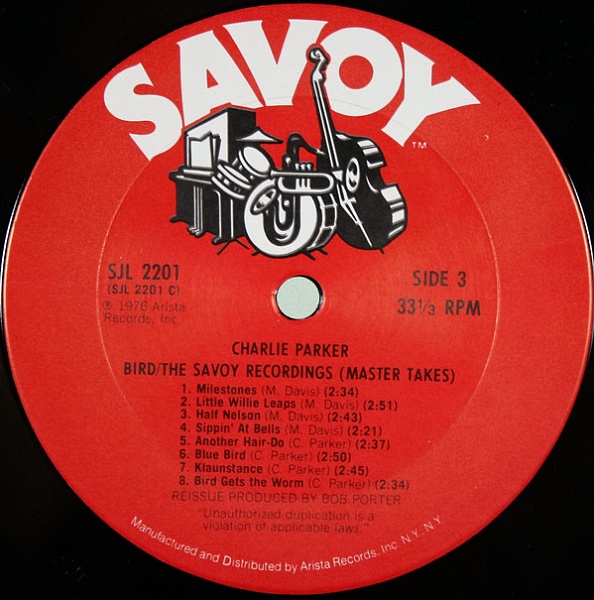 SAVOY
TM
SJL 2201
(SJL 2201 C)
℗ 1976 Arista
Records, Inc.
SIDE 3
33⅓ RPM
CHARLIE PARKER
BIRD/THE SAVOY RECORDINGS (MASTER TAKES)
1. Milestones (M. Davis) (2:34)
2. Little Willie Leaps (M. Davis) (2:51)
3. Half Nelson (M. Davis) (2:43)
4. Sippin' At Bells (M. Davis) (2:21)
5. Another Hair-Do (C. Parker) (2:37)
6. Blue Bird (C. Parker) (2:50)
7. Klaunstance (C. Parker) (2:45)
8. Bird Gets the Worm (C. Parker) (2:34)
REISSUE PRODUCED BY BOB PORTER
"Unauthorized duplication is a
violation of applicable laws."
Manufactured and Distributed by Arista Records, Inc. N.Y., N.Y.